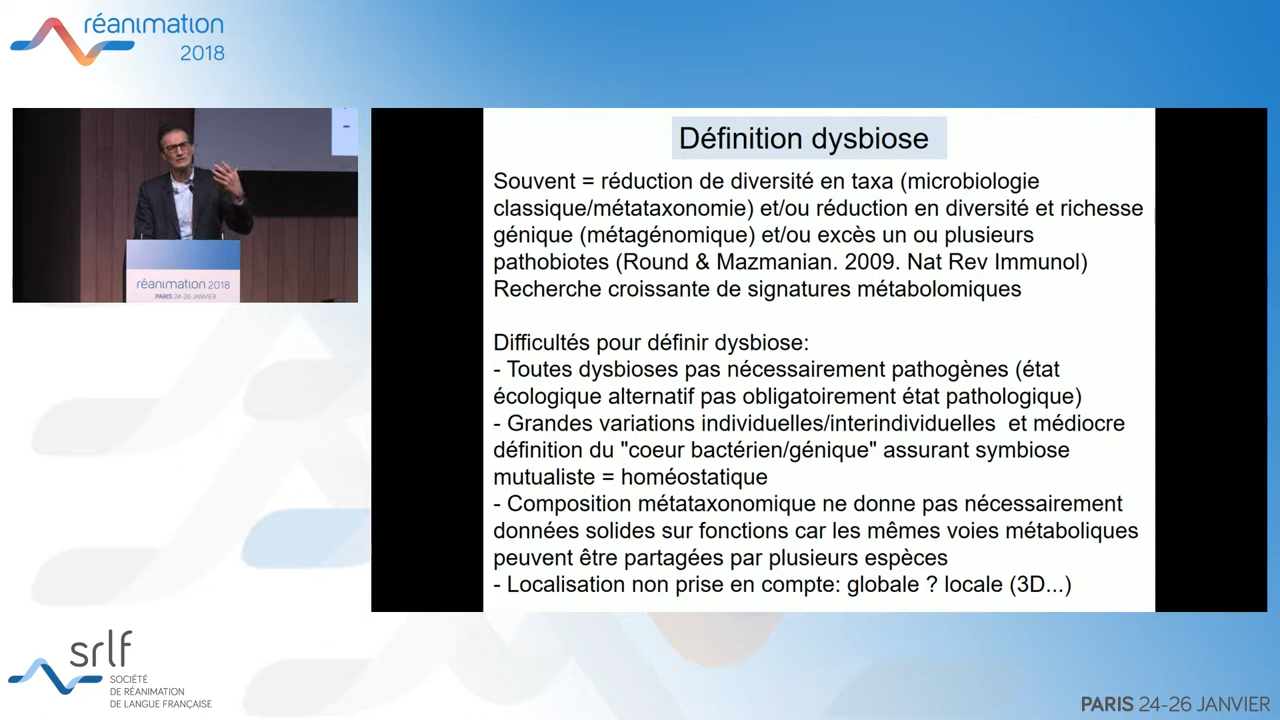 réanimation
2018
réanimation 2018
PARIS 24-26 JANVIER
Définition dysbiose
Souvent = réduction de diversité en taxa (microbiologie
classique/métataxonomie) et/ou réduction en diversité et richesse
génique (métagénomique) et/ou excès un ou plusieurs
pathobiotes (Round & Mazmanian. 2009. Nat Rev Immunol)
Recherche croissante de signatures métabolomiques
Difficultés pour définir dysbiose:
- Toutes dysbioses pas nécessairement pathogènes (état
écologique alternatif pas obligatoirement état pathologique)
- Grandes variations individuelles/interindividuelles et médiocre
définition du "coeur bactérien/génique" assurant symbiose
mutualiste = homéostatique
- Composition métataxonomique ne donne pas nécessairement
données solides sur fonctions car les mêmes voies métaboliques
peuvent être partagées par plusieurs espèces
- Localisation non prise en compte: globale ? locale (3D...)
srlf
SOCIÉTÉ
DE RÉANIMATION
DE LANGUE FRANÇAISE
PARIS 24-26 JANVIER